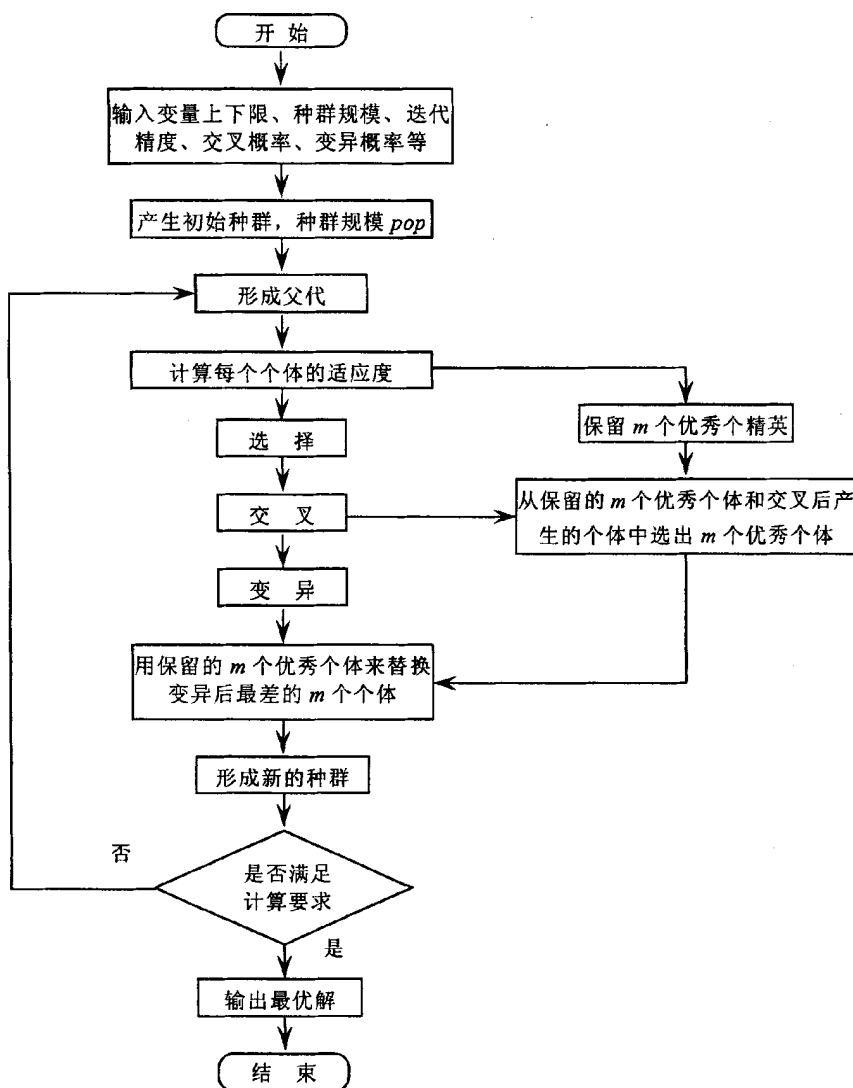 开 始
输入变量上下限、种群规模、迭代
精度、交叉概率、变异概率等
产生初始种群，种群规模 pop
形成父代
计算每个个体的适应度
保留 m 个优秀个精英
选 择
从保留的 m 个优秀个体和交叉后产
生的个体中选出 m 个优秀个体
交 叉
变 异
用保留的 m 个优秀个体来替换
变异后最差的 m 个个体
形成新的种群
否
是否满足
计算要求
是
输出最优解
结 束